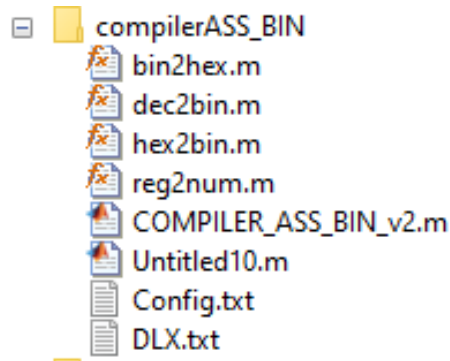 compilerASS_BIN
bin2hex.m
dec2bin.m
hex2bin.m
reg2num.m
COMPILER_ASS_BIN_v2.m
Untitled10.m
Config.txt
DLX.txt